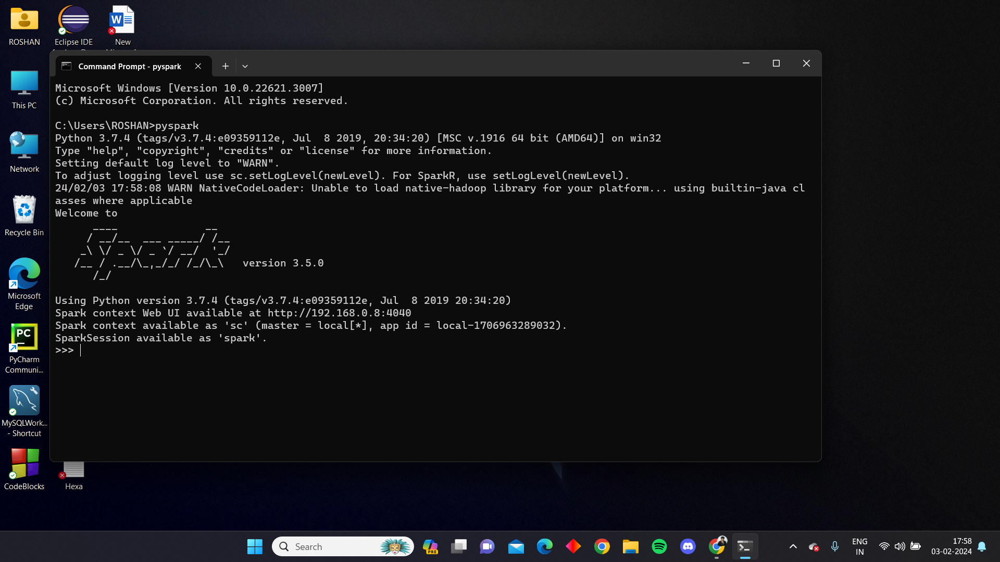 ROSHAN
Eclipse IDE
New
This PC
Network
Recycle Bin
Microsoft
Edge
PC
PyCharm
Communi...
MySQLWork...
- Shortcut
CodeBlocks
Hexa
Command Prompt - pyspark
Microsoft Windows [Version 10.0.22621.3007]
(c) Microsoft Corporation. All rights reserved.
C:\Users\ROSHAN>pyspark
Python 3.7.4 (tags/v3.7.4:e09359112e, Jul  8 2019, 20:34:20) [MSC v.1916 64 bit (AMD64)] on win32
Type "help", "copyright", "credits" or "license" for more information.
Setting default log level to "WARN".
To adjust logging level use sc.setLogLevel(newLevel). For SparkR, use setLogLevel(newLevel).
24/02/03 17:58:08 WARN NativeCodeLoader: Unable to load native-hadoop library for your platform... using builtin-java cl
asses where applicable
Welcome to
      ____              __
     / __/__  ___ _____/ /__
    _\ \/ _ \/ _ `/ __/  '_/
   /__ / .__/\_,_/_/ /_/\_\   version 3.5.0
      /_/
Using Python version 3.7.4 (tags/v3.7.4:e09359112e, Jul  8 2019 20:34:20)
Spark context Web UI available at http://192.168.0.8:4040
Spark context available as 'sc' (master = local[*], app id = local-1706963289032).
SparkSession available as 'spark'.
>>>
Search
PRE
ENG
IN
17:58
03-02-2024